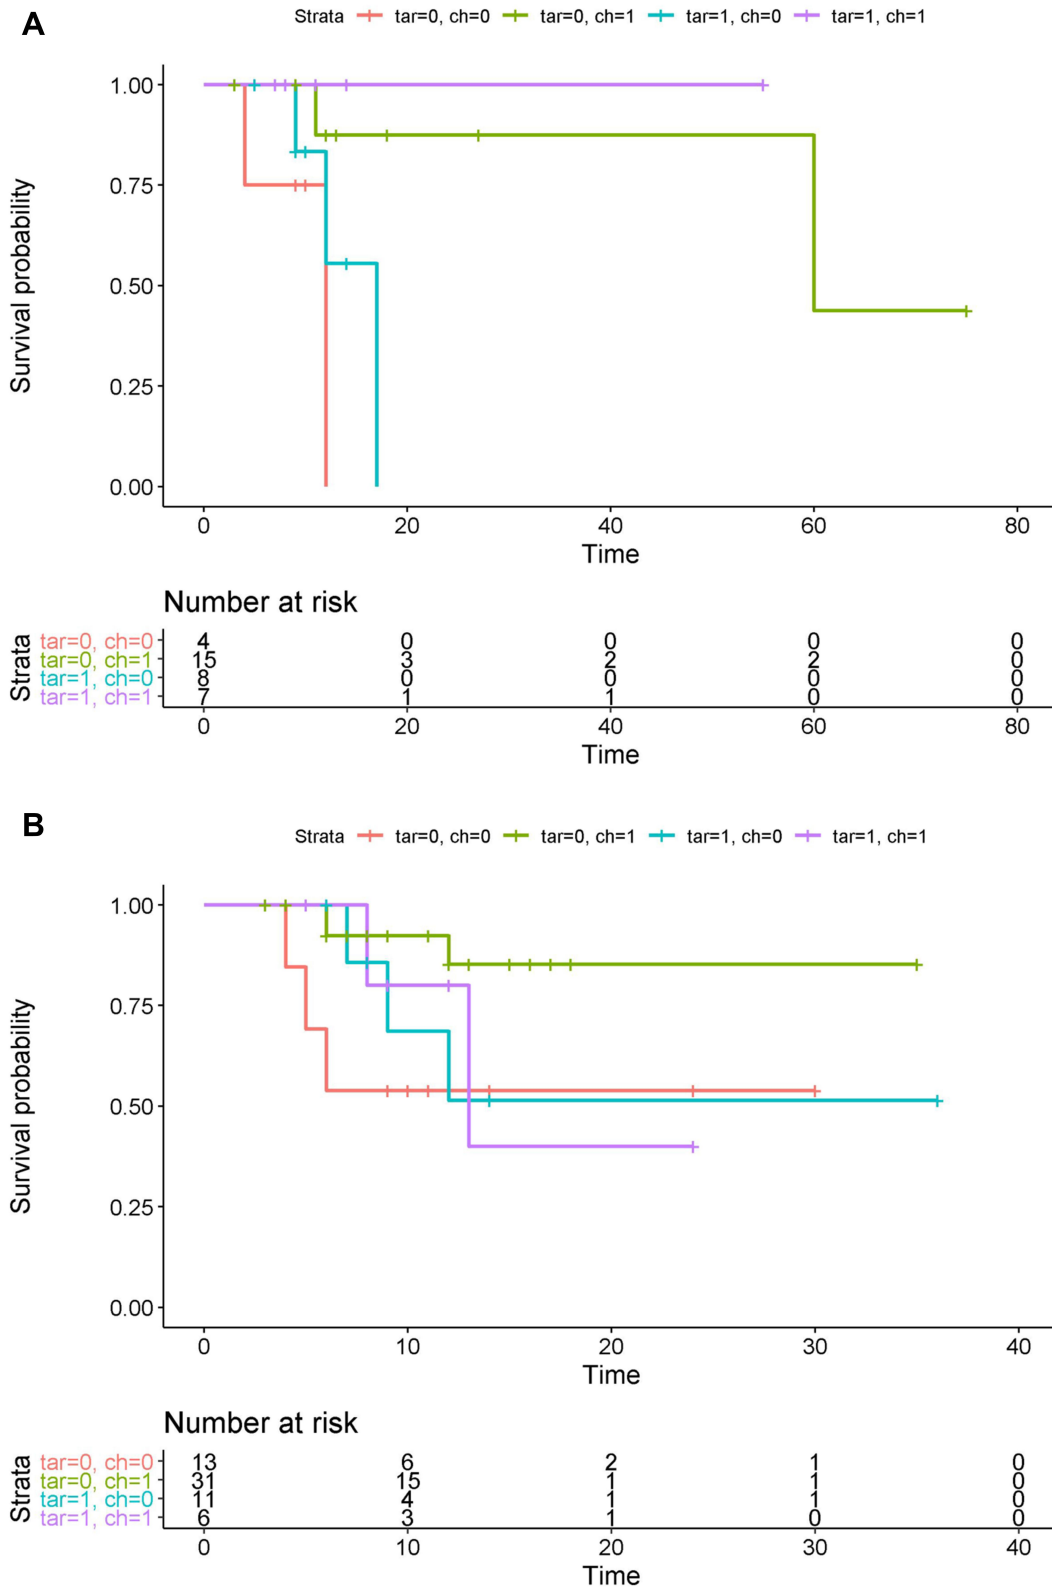 A
Strata tar=0, ch=0 tar=0, ch=1 tar=1, ch=0 tar=1, ch=1
Survival probability
1.00
0.75
0.50
0.25
0.00
0 20 40 60 80
Time
Number at risk
Strata
tar=0, ch=0 4 0 0 0 0
tar=0, ch=1 15 3 2 2 0
tar=1, ch=0 8 0 0 0 0
tar=1, ch=1 7 1 1 0 0
0 20 40 60 80
Time
B
Strata tar=0, ch=0 tar=0, ch=1 tar=1, ch=0 tar=1, ch=1
Survival probability
1.00
0.75
0.50
0.25
0.00
0 10 20 30 40
Time
Number at risk
Strata
tar=0, ch=0 13 6 2 1 0
tar=0, ch=1 31 15 1 1 0
tar=1, ch=0 11 4 1 1 0
tar=1, ch=1 6 3 1 0 0
0 10 20 30 40
Time